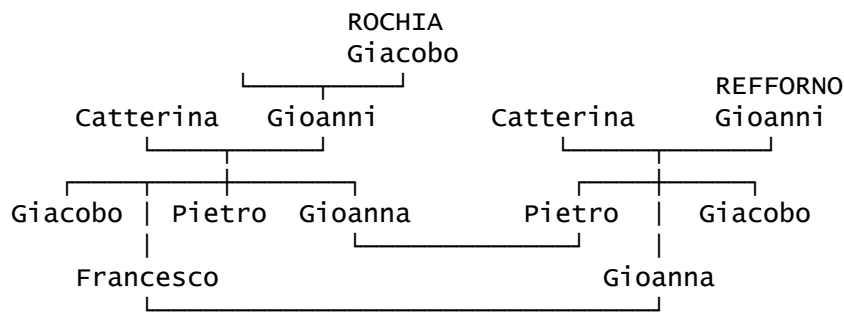 ROCHIA
Giacobo
REFFORNO
Catterina Gioanni Catterina Gioanni
Giacobo Pietro Gioanna Pietro Giacobo
Francesco Gioanna